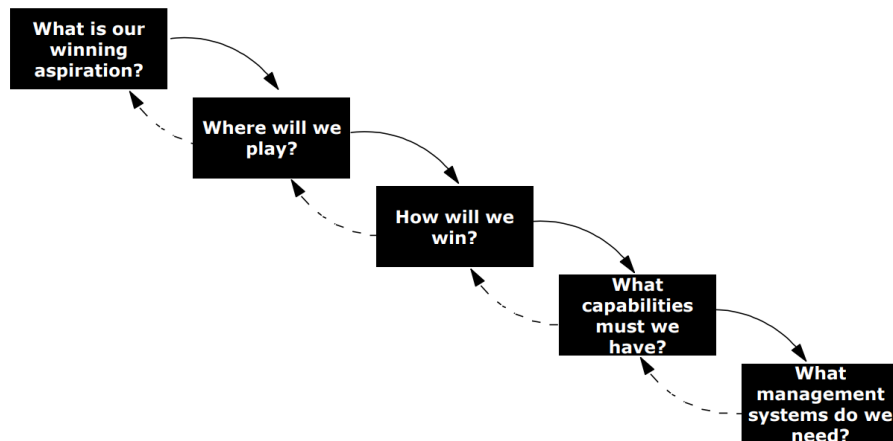 What is our
winning
aspiration?
Where will we
play?
How will we
win?
What
capabilities
must we
have?
What
management
systems do we
need?